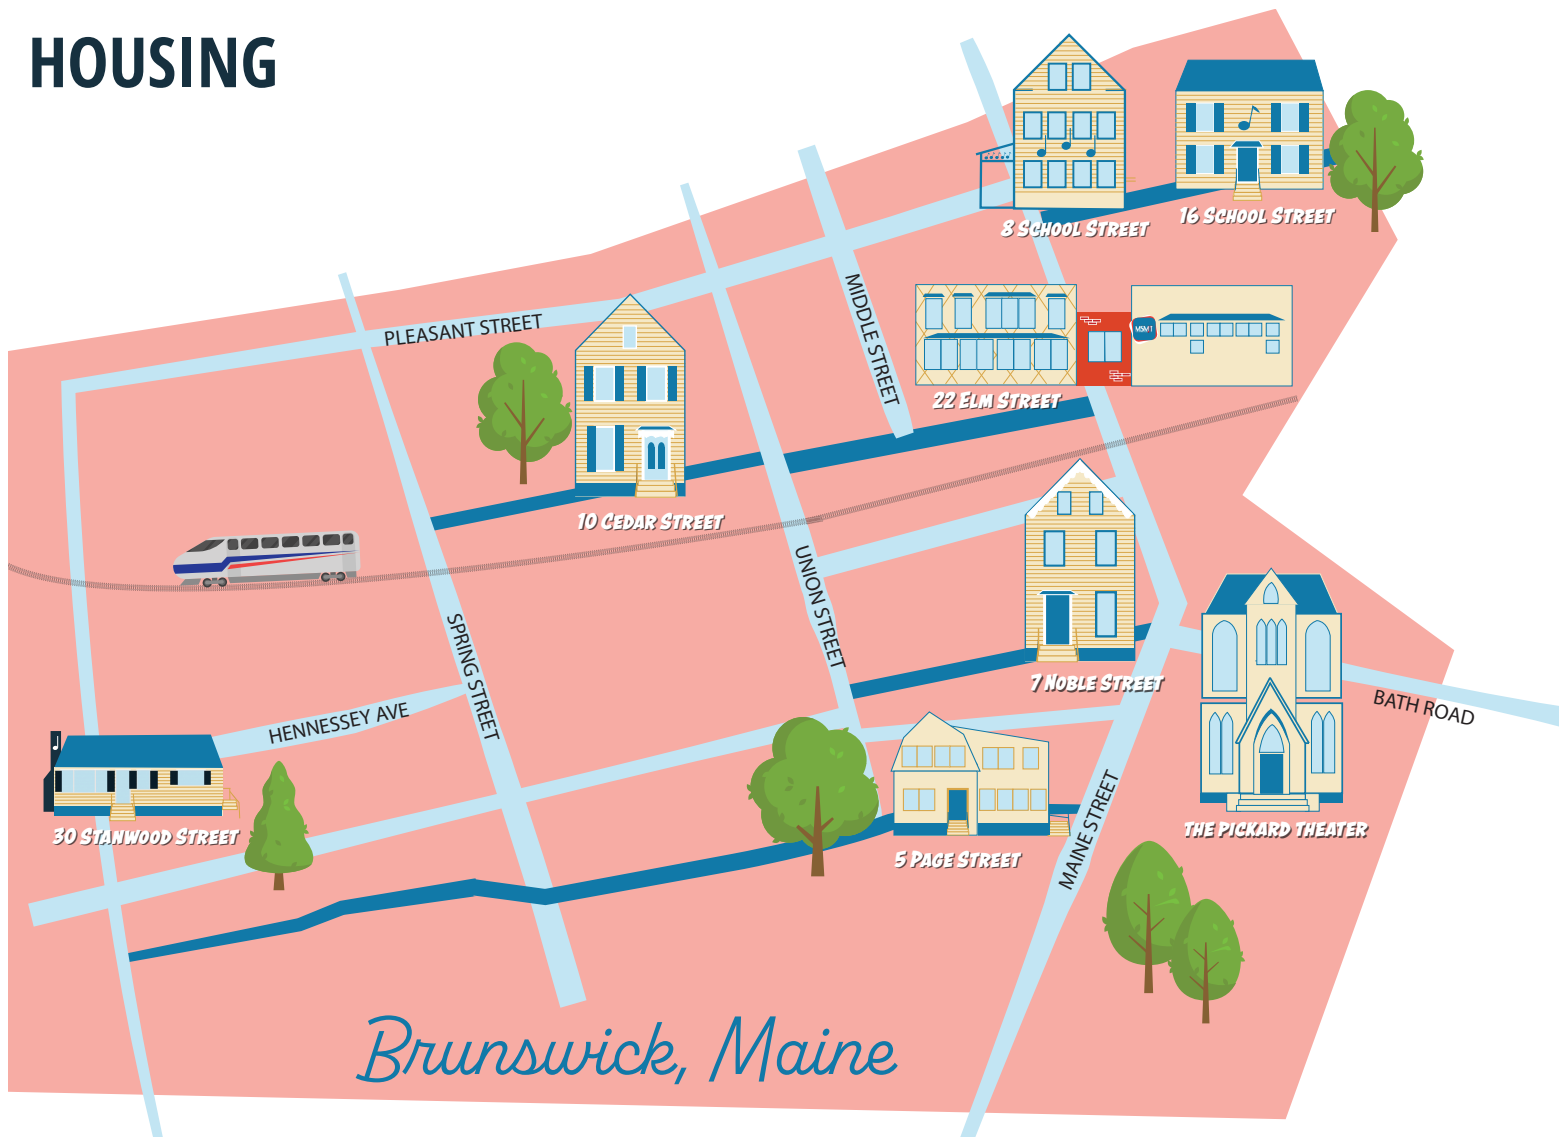 HOUSING
8 SCHOOL STREET
16 SCHOOL STREET
PLEASANT STREET
MIDDLE STREET
MSMT
22 ELM STREET
10 CEDAR STREET
UNION STREET
SPRING STREET
7 NOBLE STREET
BATH ROAD
HENNESSEY AVE
30 STANWOOD STREET
5 PAGE STREET
MAINE STREET
THE PICKARD THEATER
Brunswick, Maine